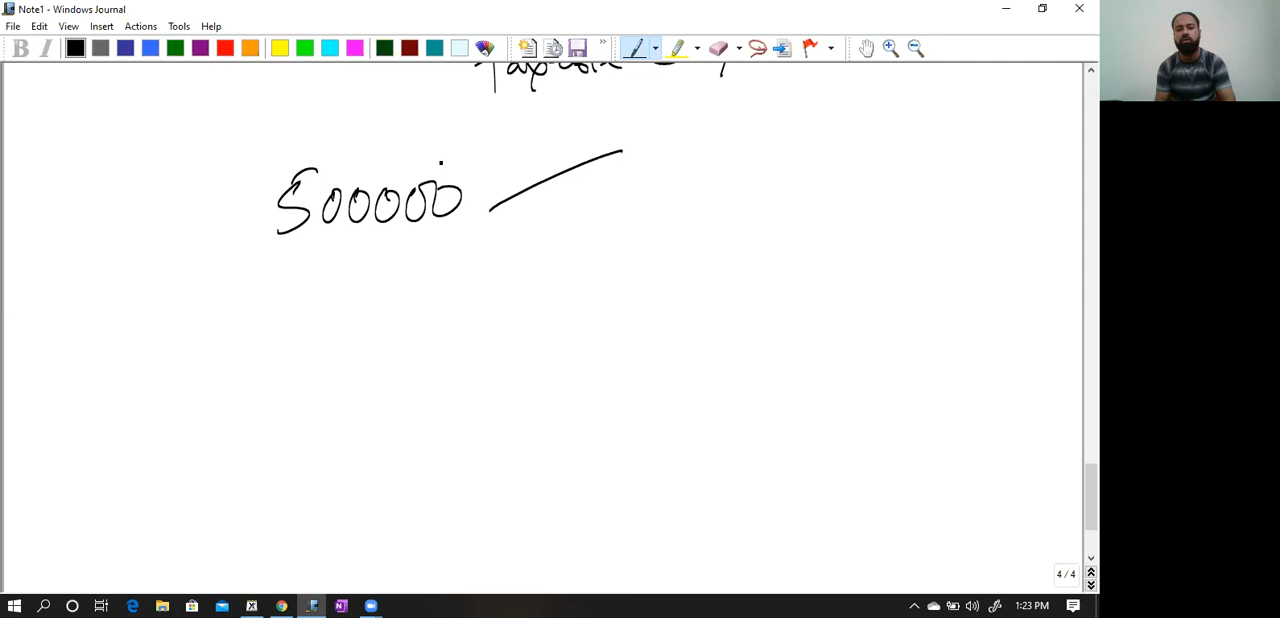 Note1 - Windows Journal
File Edit View Insert Actions Tools Help
B I
500000
4 / 4
1:23 PM